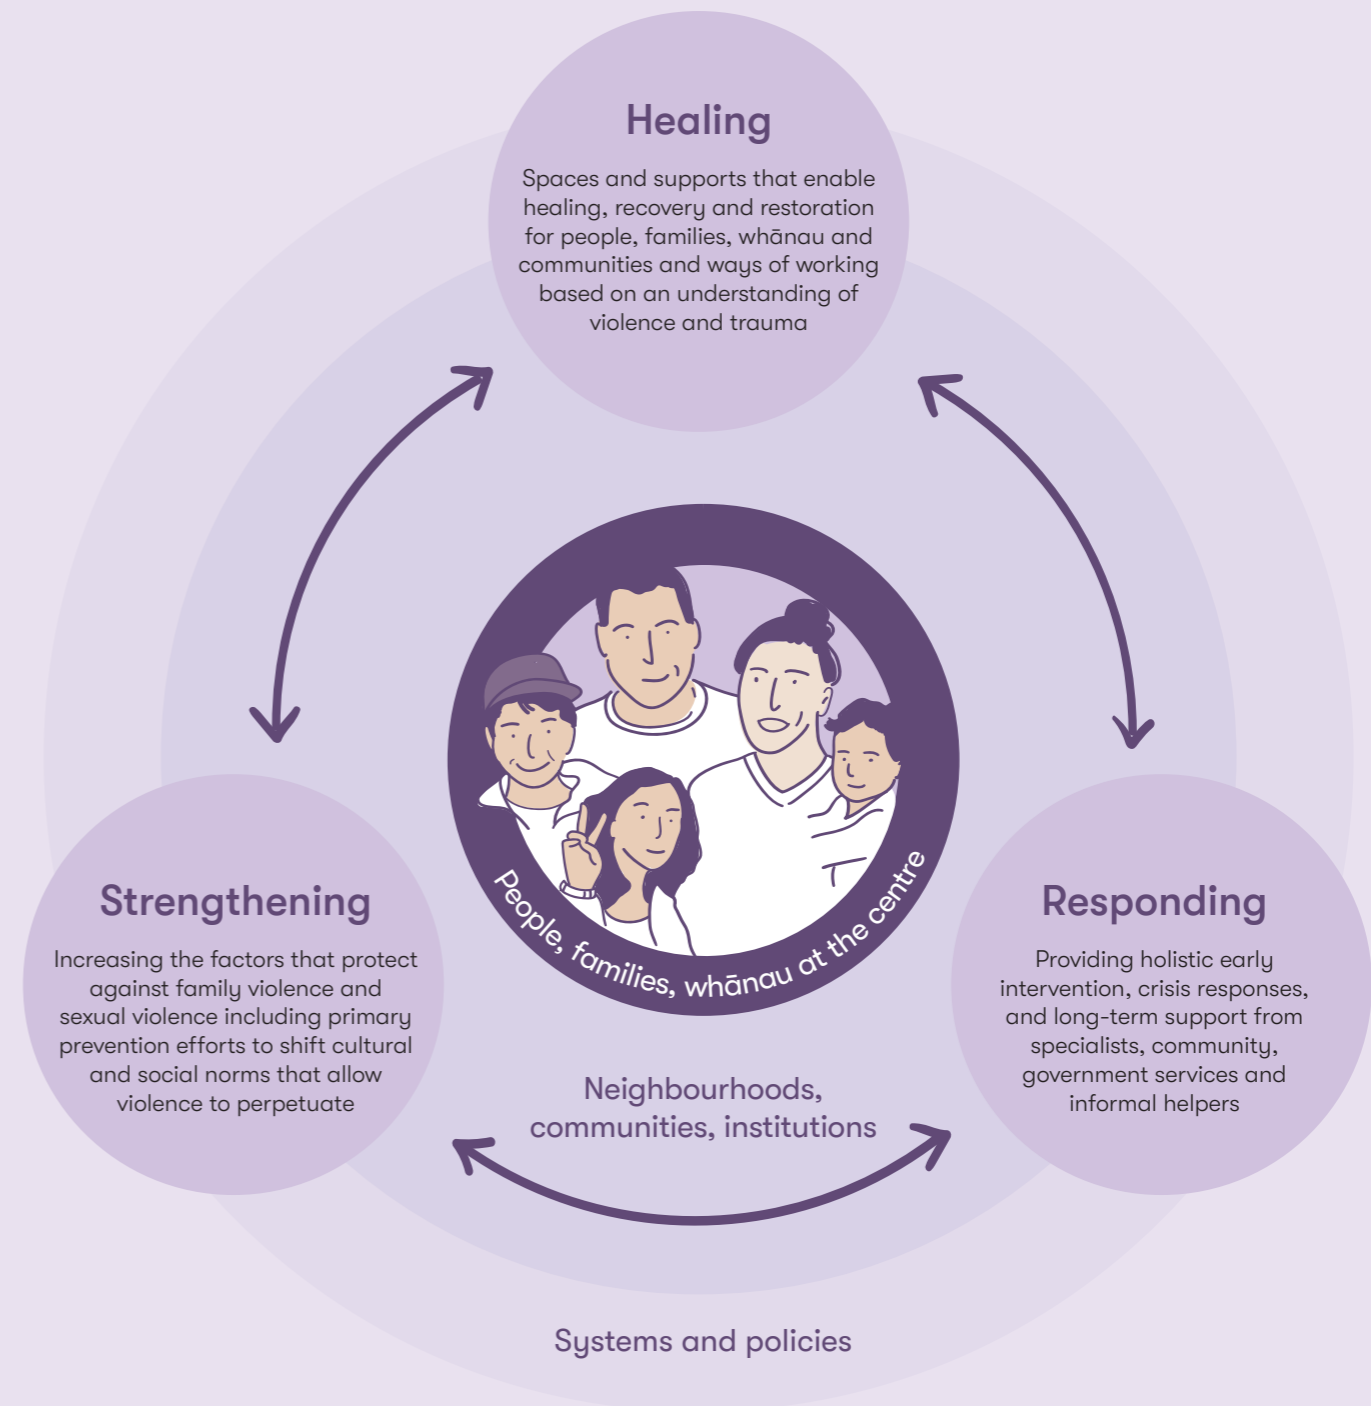 Healing
Spaces and supports that enable
healing, recovery and restoration
for people, families, whānau and
communities and ways of working
based on an understanding of
violence and trauma
People, families, whānau at the centre
Strengthening
Increasing the factors that protect
against family violence and
sexual violence including primary
prevention efforts to shift cultural
and social norms that allow
violence to perpetuate
Responding
Providing holistic early
intervention, crisis responses,
and long-term support from
specialists, community,
government services and
informal helpers
Neighbourhoods,
communities, institutions
Systems and policies